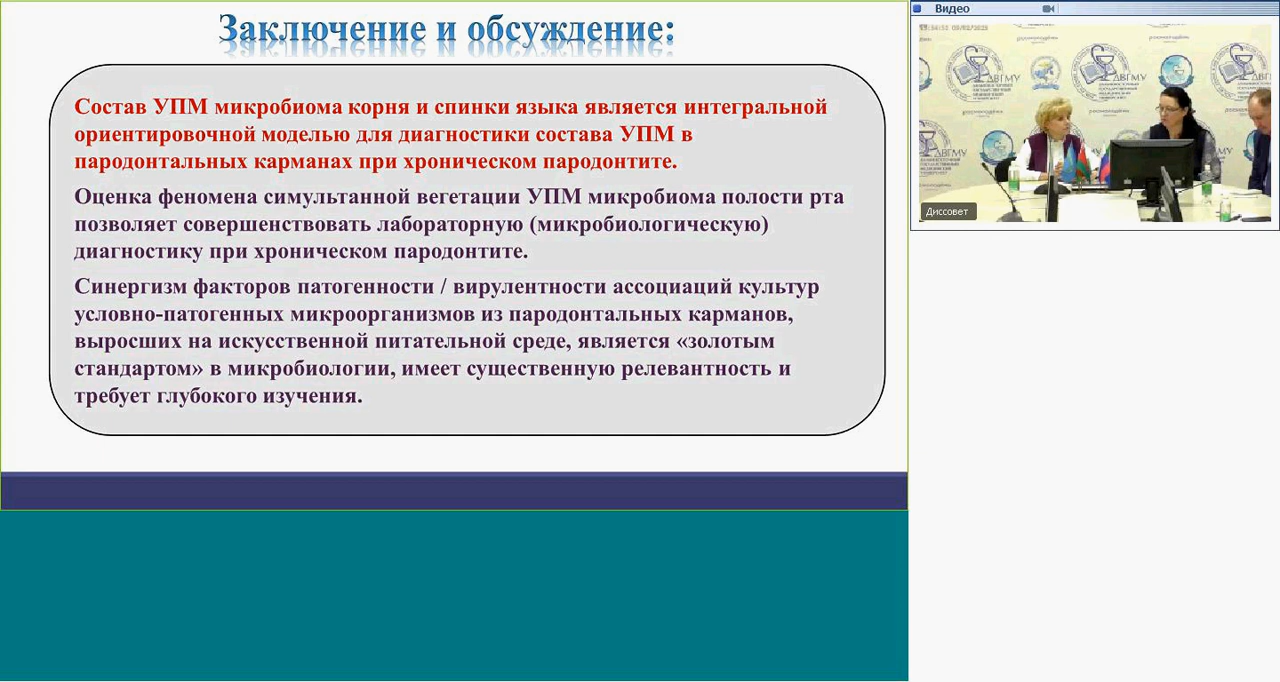 Заключение и обсуждение:
Состав УПМ микробиома корня и спинки языка является интегральной
ориентировочной моделью для диагностики состава УПМ в
пародонтальных карманах при хроническом пародонтите.
Оценка феномена симультанной вегетации УПМ микробиома полости рта
позволяет совершенствовать лабораторную (микробиологическую)
диагностику при хроническом пародонтите.
Синергизм факторов патогенности / вирулентности ассоциаций культур
условно-патогенных микроорганизмов из пародонтальных карманов,
выросших на искусственной питательной среде, является «золотым
стандартом» в микробиологии, имеет существенную релевантность и
требует глубокого изучения.
Видео
ДВГМУ
ДВГМУ
ДВГМУ
Диссовет